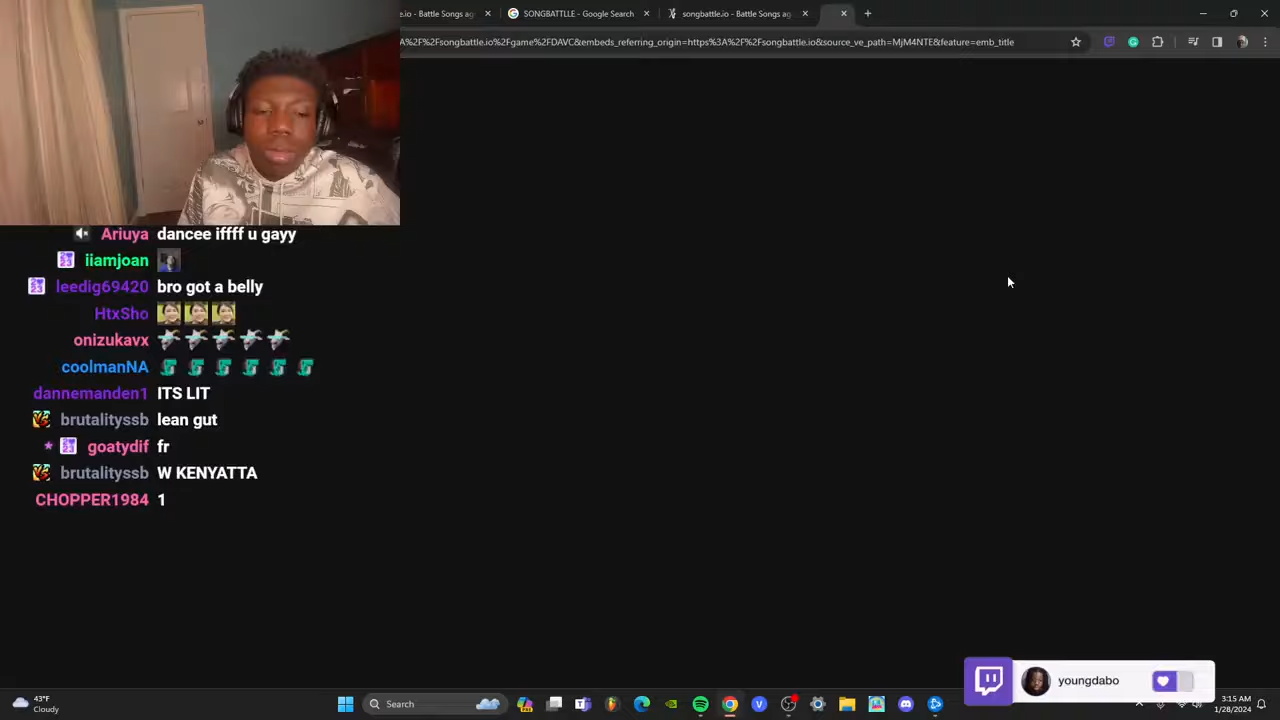 e.io - Battle Songs ag
SONGBATTLLE - Google Search
songbattle.io - Battle Songs ag
A%2F%2Fsongbattle.io%2Fgame%2FDAVC&embeds_referring_origin=https%3A%2F%2Fsongbattle.io&source_ve_path=MjM4NTE&feature=emb_title
Ariuya dancee iffff u gayy
iiamjoan
leedig69420 bro got a belly
HtxSho
onizukavx
coolmanNA
dannemanden1 ITS LIT
brutalityssb lean gut
goatydif fr
brutalityssb W KENYATTA
CHOPPER1984 1
youngdabo
43°F
Cloudy
Search
3:15 AM
1/28/2024